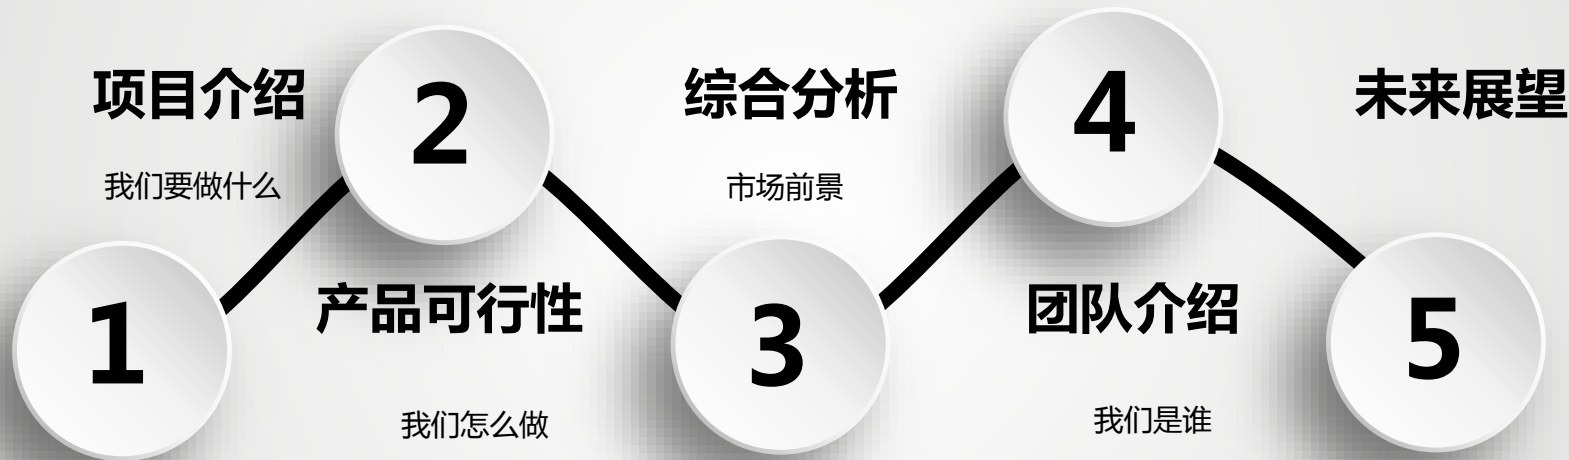 1
项目介绍
我们要做什么
2
产品可行性
我们怎么做
3
综合分析
市场前景
4
团队介绍
我们是谁
5
未来展望